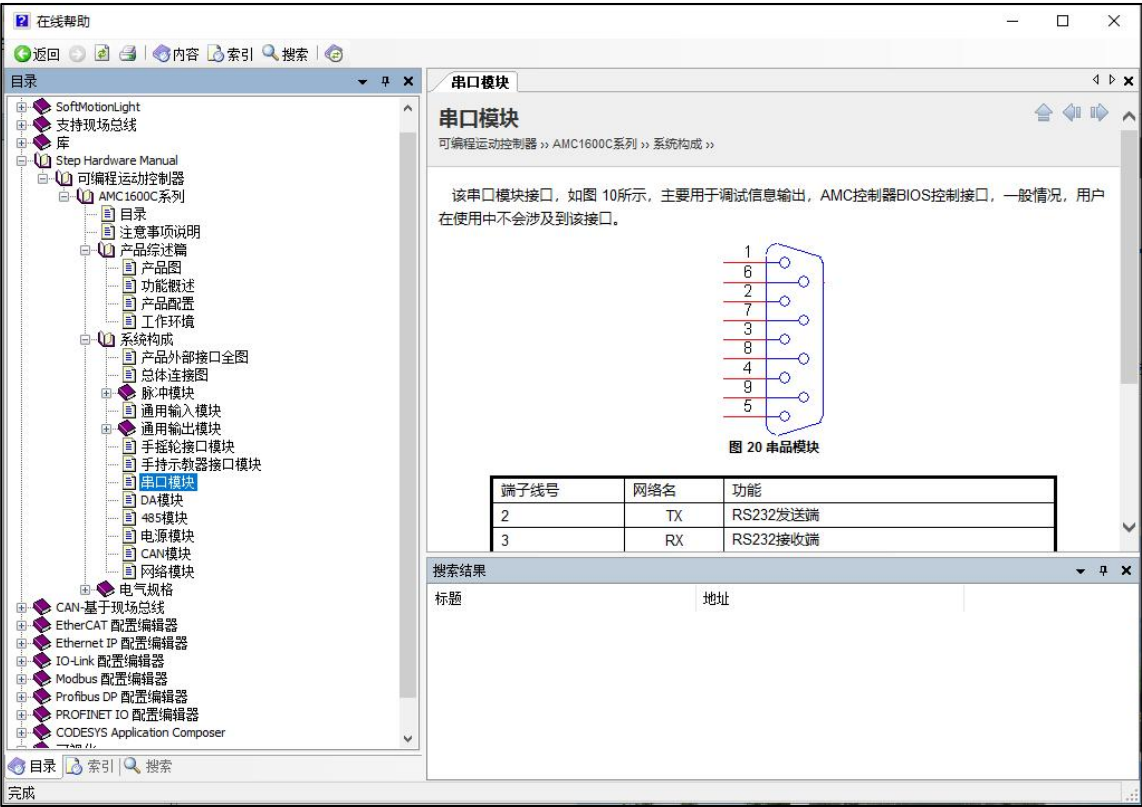 在线帮助
返回 内容 索引 搜索
目录
SoftMotionLight
支持现场总线
库
Step Hardware Manual
可编程运动控制器
AMC1600C系列
目录
注意事项说明
产品综述篇
产品图
功能概述
产品配置
工作环境
系统构成
产品外部接口全图
总体连接图
脉冲模块
通用输入模块
通用输出模块
手摇轮接口模块
手持示教器接口模块
串口模块
DA模块
485模块
电源模块
CAN模块
网络模块
电气规格
CAN-基于现场总线
EtherCAT 配置编辑器
Ethernet IP 配置编辑器
IO-Link 配置编辑器
Modbus 配置编辑器
Profibus DP 配置编辑器
PROFINET IO 配置编辑器
CODESYS Application Composer
目录 索引 搜索
完成
串口模块
串口模块
可编程运动控制器 ›› AMC1600C系列 ›› 系统构成 ››
该串口模块接口，如图 10所示，主要用于调试信息输出，AMC控制器BIOS控制接口，一般情况，用户
在使用中不会涉及到该接口。
1
6
2
7
3
8
4
9
5
图 20 串品模块
端子线号 网络名 功能
2 TX RS232发送端
3 RX RS232接收端
搜索结果
标题 地址